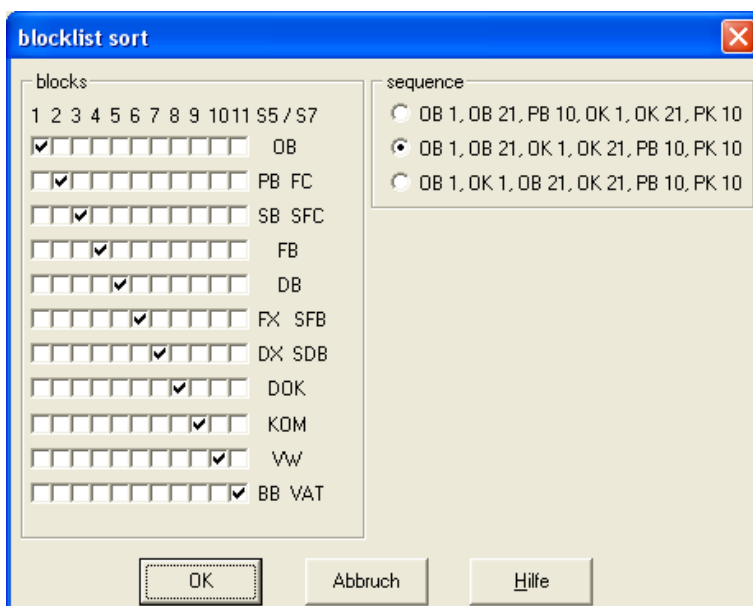 blocklist sort
blocks
1 2 3 4 5 6 7 8 9 1011 S5 / S7
OB
PB FC
SB SFC
FB
DB
FX SFB
DX SDB
DOK
KOM
VW
BB VAT
sequence
OB 1, OB 21, PB 10, OK 1, OK 21, PK 10
OB 1, OB 21, OK 1, OK 21, PB 10, PK 10
OB 1, OK 1, OB 21, OK 21, PB 10, PK 10
OK
Abbruch
Hilfe